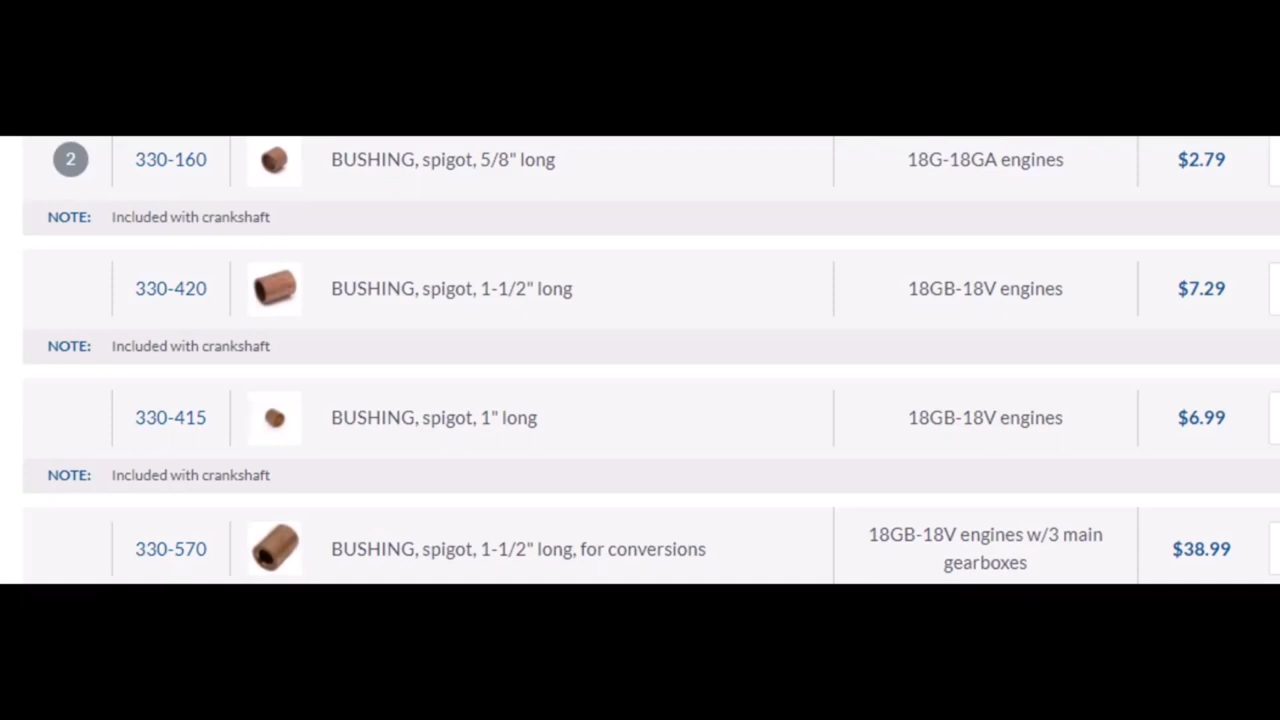 2 330-160 BUSHING, spigot, 5/8" long 18G-18GA engines $2.79
NOTE: Included with crankshaft
330-420 BUSHING, spigot, 1-1/2" long 18GB-18V engines $7.29
NOTE: Included with crankshaft
330-415 BUSHING, spigot, 1" long 18GB-18V engines $6.99
NOTE: Included with crankshaft
330-570 BUSHING, spigot, 1-1/2" long, for conversions 18GB-18V engines w/3 main $38.99
gearboxes